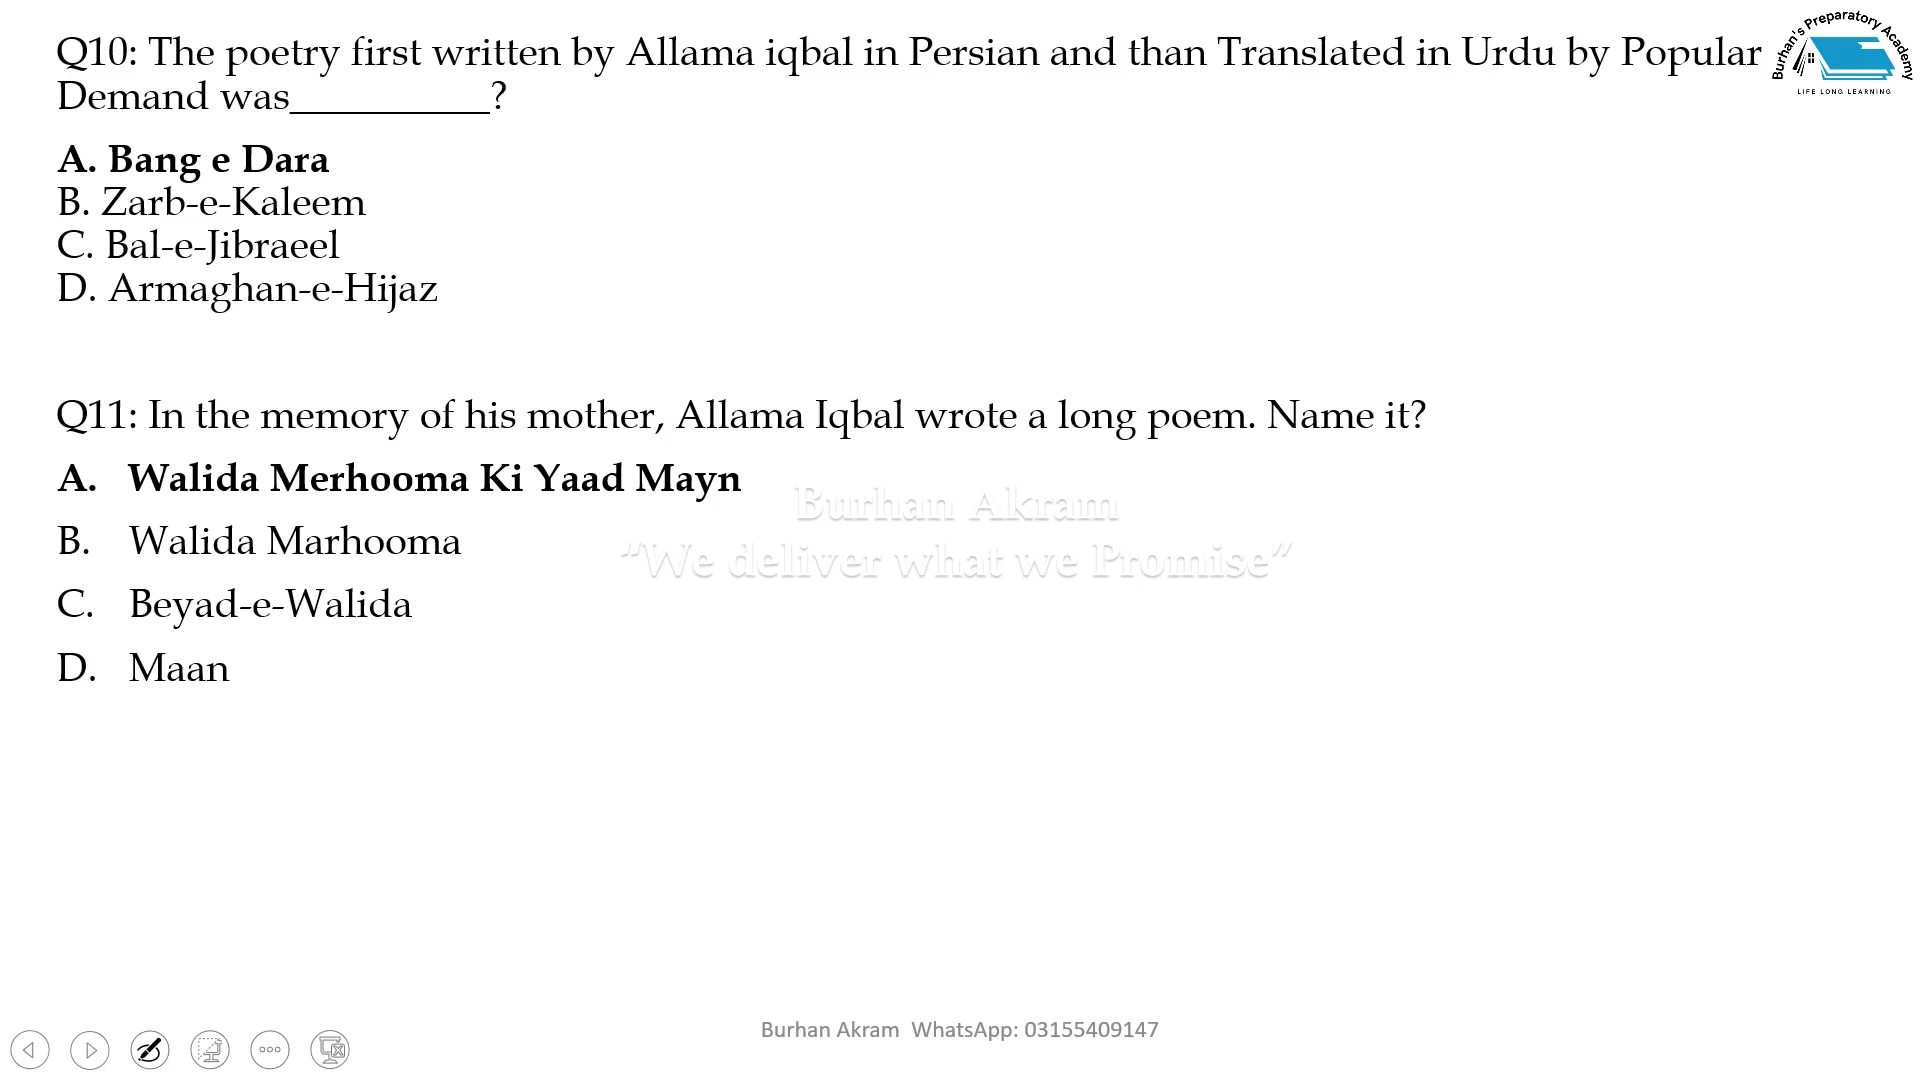 Q10: The poetry first written by Allama iqbal in Persian and than Translated in Urdu by Popular
Demand was__________?
A. Bang e Dara
B. Zarb-e-Kaleem
C. Bal-e-Jibraeel
D. Armaghan-e-Hijaz
Q11: In the memory of his mother, Allama Iqbal wrote a long poem. Name it?
A. Walida Merhooma Ki Yaad Mayn
B. Walida Marhooma
C. Beyad-e-Walida
D. Maan
Burhan Akram
“We deliver what we Promise”
Burhan Akram WhatsApp: 03155409147
Burhan's Preparatory Academy
LIFE LONG LEARNING